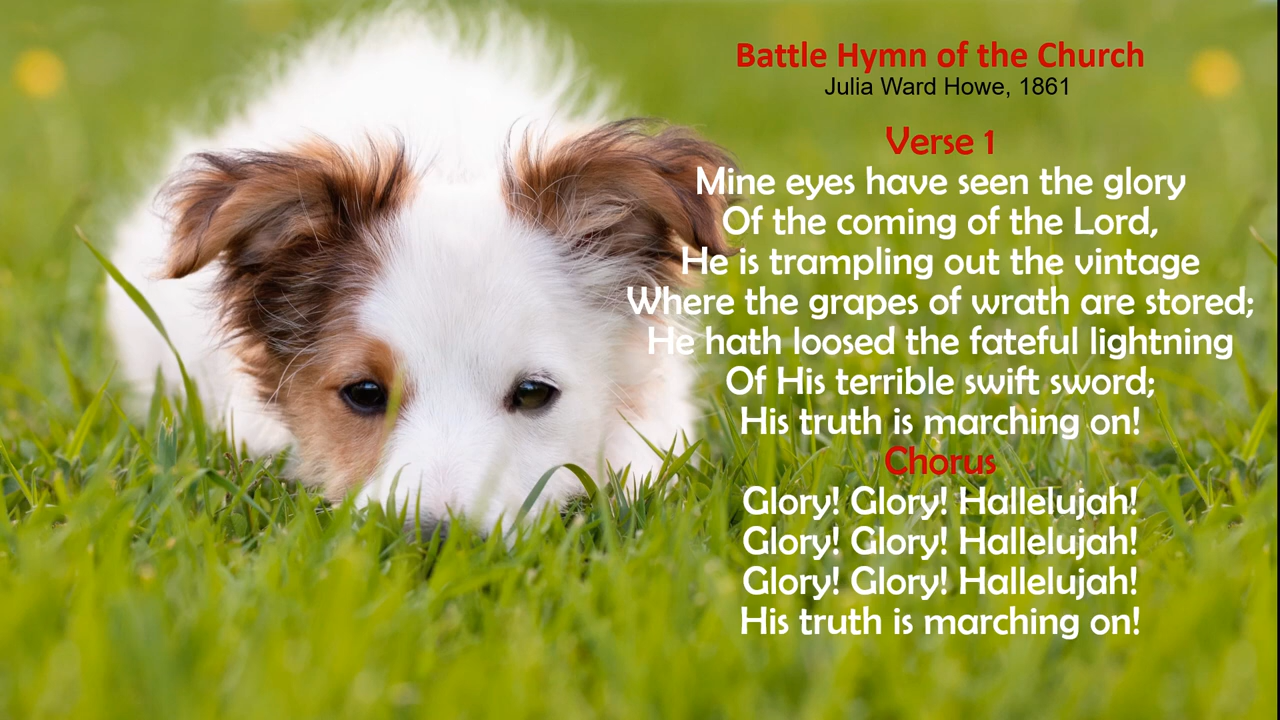 Battle Hymn of the Church
Julia Ward Howe, 1861
Verse 1
Mine eyes have seen the glory
Of the coming of the Lord,
He is trampling out the vintage
Where the grapes of wrath are stored;
He hath loosed the fateful lightning
Of His terrible swift sword;
His truth is marching on!
Chorus
Glory! Glory! Hallelujah!
Glory! Glory! Hallelujah!
Glory! Glory! Hallelujah!
His truth is marching on!